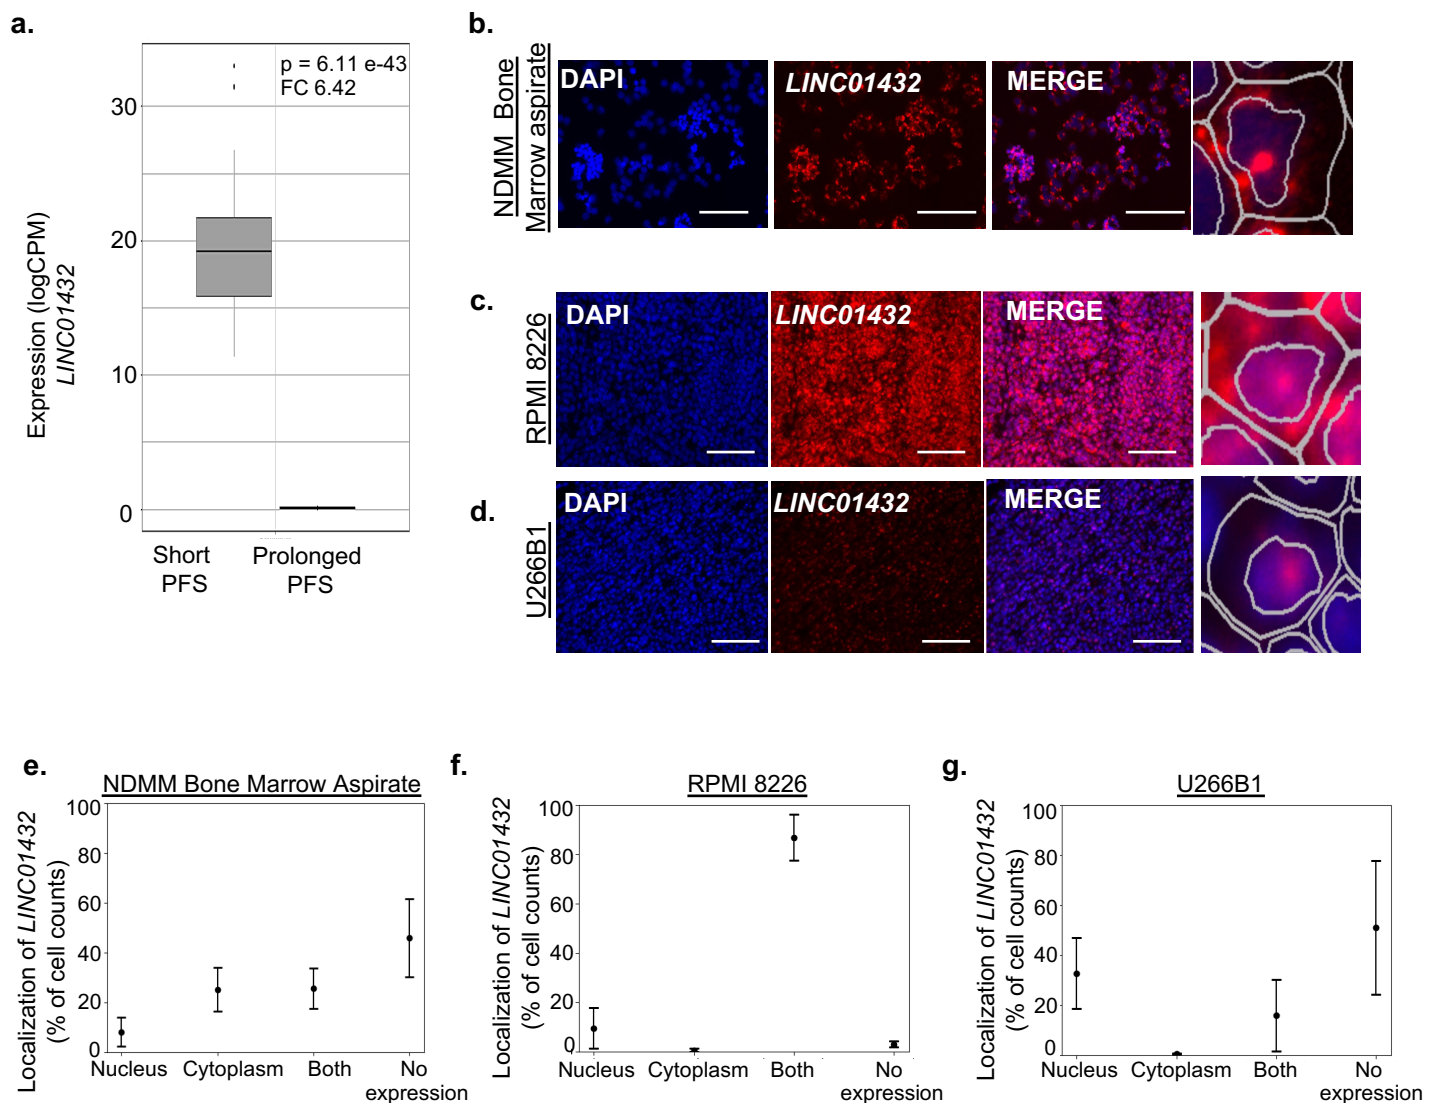 a.
p = 6.11 e-43
FC 6.42
30
20
10
0
Expression (logCPM)
LINC01432
Short
PFS
Prolonged
PFS
b.
NDMM Bone
Marrow aspirate
DAPI
LINC01432
MERGE
c.
RPMI 8226
DAPI
LINC01432
MERGE
d.
U266B1
DAPI
LINC01432
MERGE
e.
NDMM Bone Marrow Aspirate
Localization of LINC01432
(% of cell counts)
100
80
60
40
20
0
Nucleus
Cytoplasm
Both
No
expression
f.
RPMI 8226
Localization of LINC01432
(% of cell counts)
100
80
60
40
20
0
Nucleus
Cytoplasm
Both
No
expression
g.
U266B1
Localization of LINC01432
(% of cell counts)
100
80
60
40
20
0
Nucleus
Cytoplasm
Both
No
expression